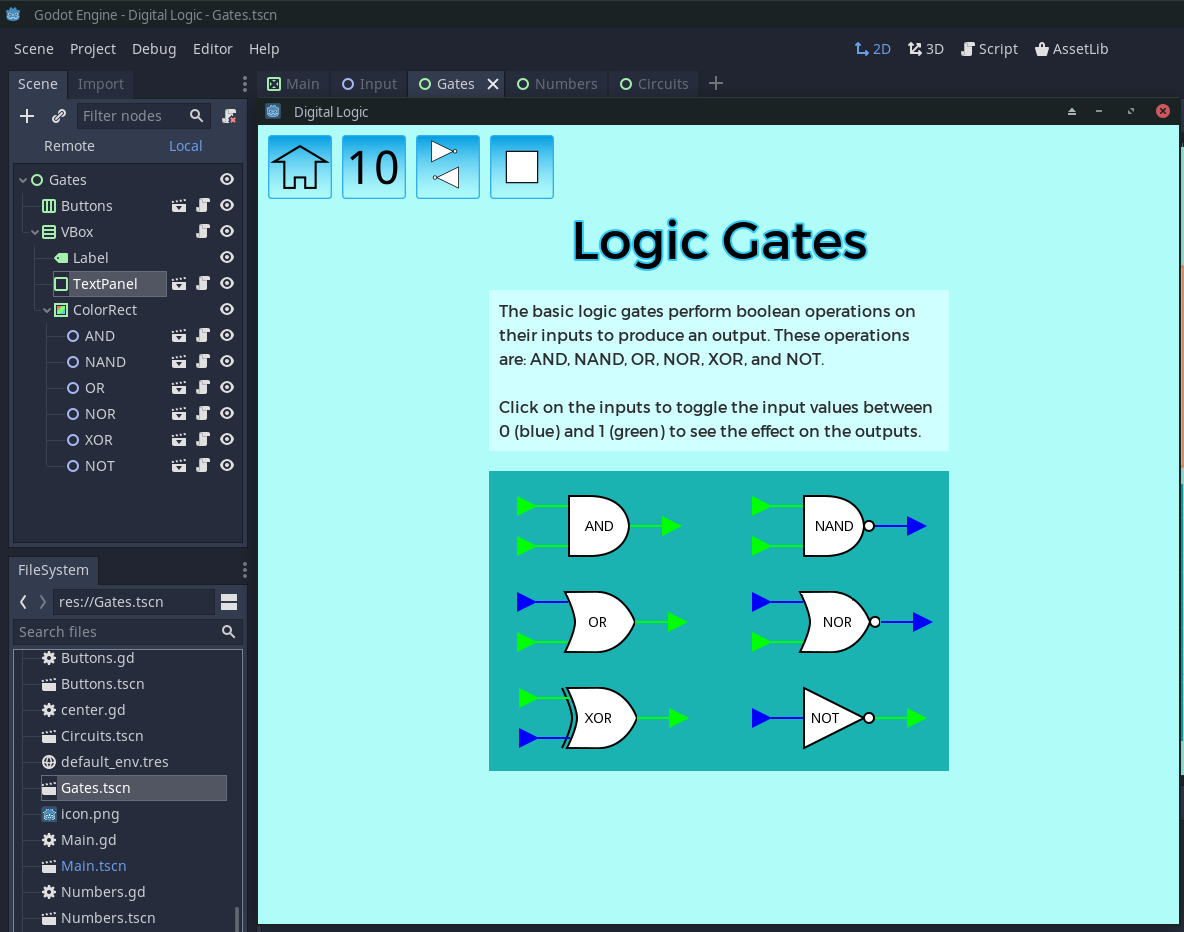 Godot Engine - Digital Logic - Gates.tscn
Scene Project Debug Editor Help 2D 3D Script AssetLib
Scene Import
Main Input Gates Numbers Circuits
Filter nodes
Digital Logic
Remote Local
10
Gates
Buttons
VBox
Label
TextPanel
ColorRect
AND
NAND
OR
NOR
XOR
NOT
Logic Gates
The basic logic gates perform boolean operations on
their inputs to produce an output. These operations
are: AND, NAND, OR, NOR, XOR, and NOT.
Click on the inputs to toggle the input values between
0 (blue) and 1 (green) to see the effect on the outputs.
AND NAND
OR NOR
XOR NOT
FileSystem
res://Gates.tscn
Search files
Buttons.gd
Buttons.tscn
center.gd
Circuits.tscn
default_env.tres
Gates.tscn
icon.png
Main.gd
Main.tscn
Numbers.gd
Numbers.tscn